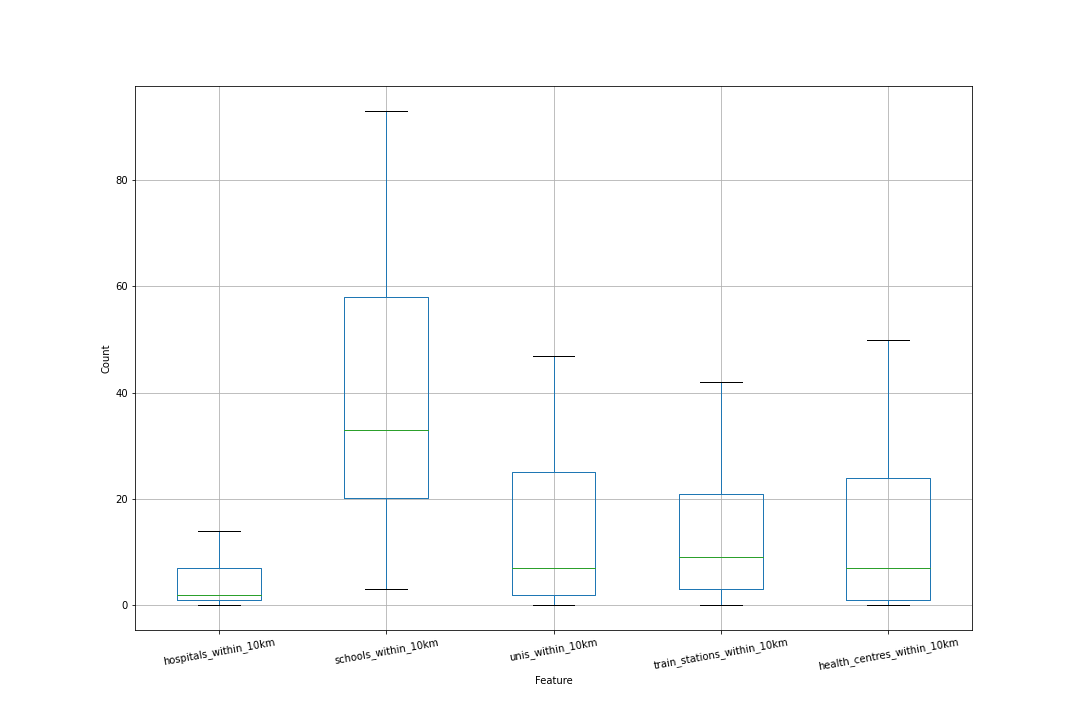 80
60
40
20
0
Count
hospitals_within_10km
schools_within_10km
unis_within_10km
train_stations_within_10km
health_centres_within_10km
Feature